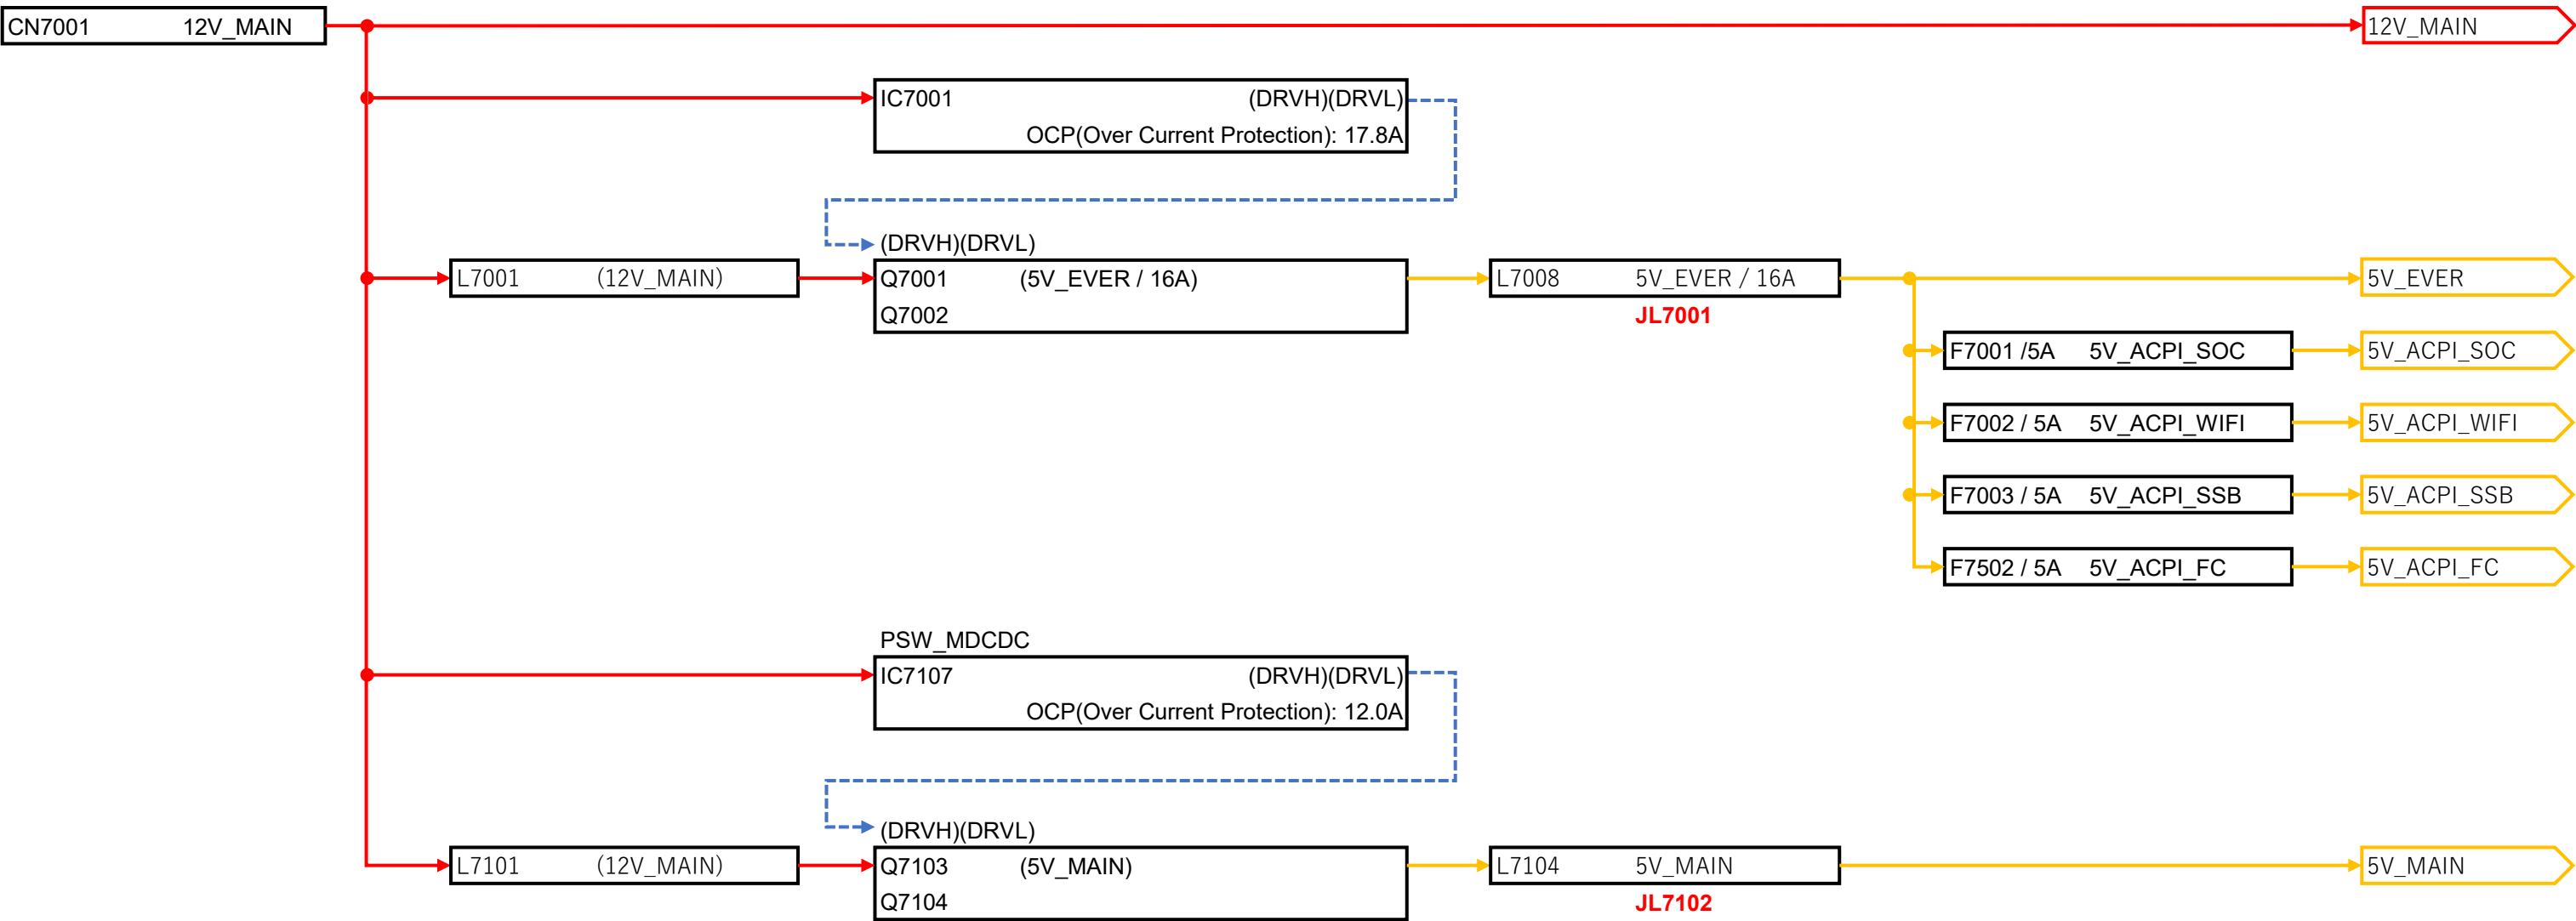 CN7001 12V_MAIN
12V_MAIN
IC7001 (DRVH)(DRVL)
OCP(Over Current Protection): 17.8A
(DRVH)(DRVL)
L7001 (12V_MAIN)
Q7001 (5V_EVER / 16A)
Q7002
L7008 5V_EVER / 16A
JL7001
5V_EVER
F7001 /5A 5V_ACPI_SOC
5V_ACPI_SOC
F7002 / 5A 5V_ACPI_WIFI
5V_ACPI_WIFI
F7003 / 5A 5V_ACPI_SSB
5V_ACPI_SSB
F7502 / 5A 5V_ACPI_FC
5V_ACPI_FC
PSW_MDCDC
IC7107 (DRVH)(DRVL)
OCP(Over Current Protection): 12.0A
(DRVH)(DRVL)
L7101 (12V_MAIN)
Q7103 (5V_MAIN)
Q7104
L7104 5V_MAIN
JL7102
5V_MAIN